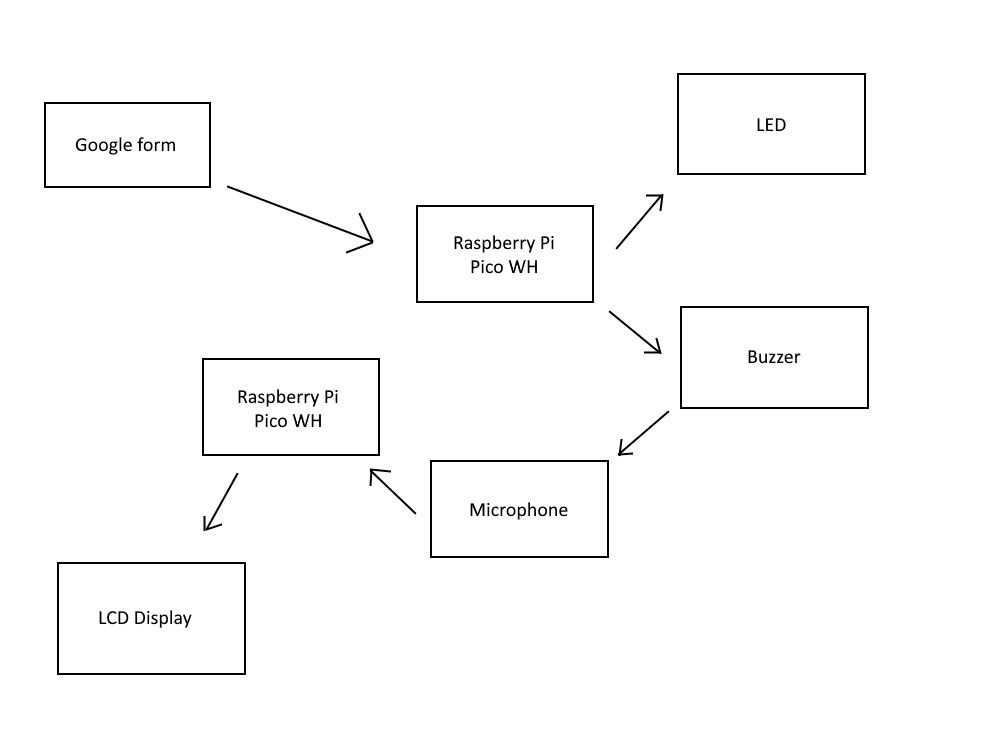 Google form
LED
Raspberry Pi
Pico WH
Buzzer
Raspberry Pi
Pico WH
Microphone
LCD Display